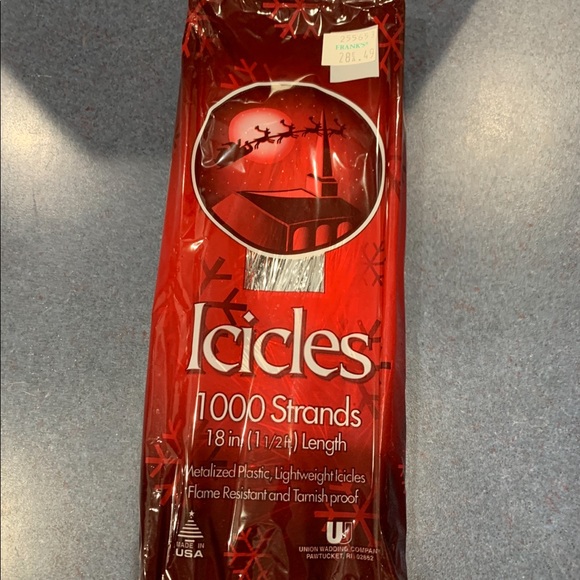 FRANK'S
Icicles
1000 Strands
18 in. (1 1/2 ft.) Length
Metalized Plastic, Lightweight Icicles
Flame Resistant and Tarnish proof
MADE IN
USA
UNION WADDING COMPANY
PAWTUCKET, RI 02862